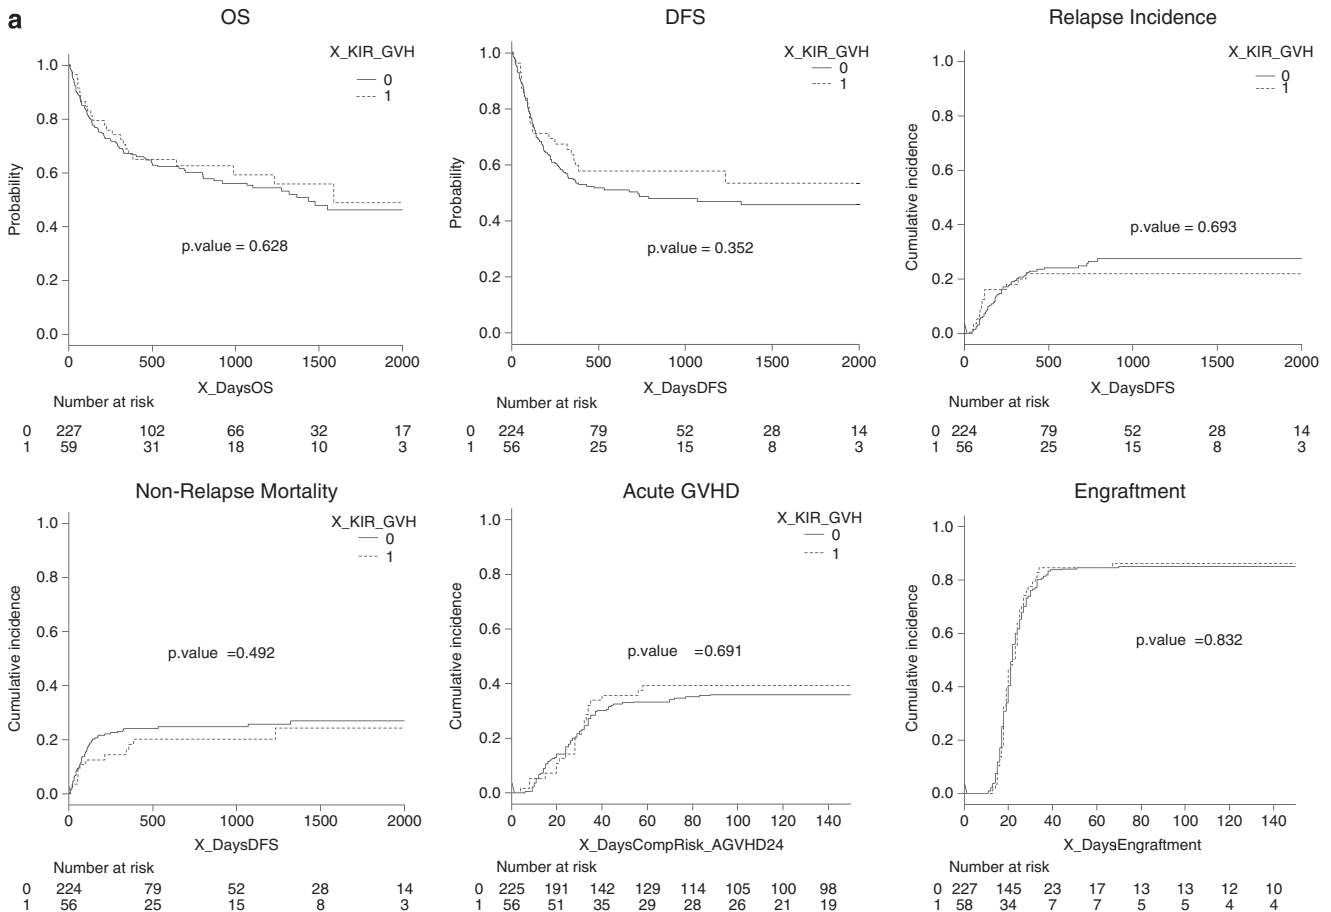 a
OS
X_KIR_GVH
0
1
1.0
0.8
0.6
0.4
0.2
0.0
Probability
p.value = 0.628
0 500 1000 1500 2000
X_DaysOS
Number at risk
0 227 102 66 32 17
1 59 31 18 10 3
DFS
X_KIR_GVH
0
1
1.0
0.8
0.6
0.4
0.2
0.0
Probability
p.value = 0.352
0 500 1000 1500 2000
X_DaysDFS
Number at risk
0 224 79 52 28 14
1 56 25 15 8 3
Relapse Incidence
X_KIR_GVH
0
1
1.0
0.8
0.6
0.4
0.2
0.0
Cumulative incidence
p.value = 0.693
0 500 1000 1500 2000
X_DaysDFS
Number at risk
0 224 79 52 28 14
1 56 25 15 8 3
Non-Relapse Mortality
X_KIR_GVH
0
1
1.0
0.8
0.6
0.4
0.2
0.0
Cumulative incidence
p.value =0.492
0 500 1000 1500 2000
X_DaysDFS
Number at risk
0 224 79 52 28 14
1 56 25 15 8 3
Acute GVHD
X_KIR_GVH
0
1
1.0
0.8
0.6
0.4
0.2
0.0
Cumulative incidence
p.value =0.691
0 20 40 60 80 100 120 140
X_DaysCompRisk_AGVHD24
Number at risk
0 225 191 142 129 114 105 100 98
1 56 51 35 29 28 26 21 19
Engraftment
1.0
0.8
0.6
0.4
0.2
0.0
Cumulative incidence
p.value =0.832
0 20 40 60 80 100 120 140
X_DaysEngraftment
Number at risk
0 227 145 23 17 13 13 12 10
1 58 34 7 7 5 5 4 4